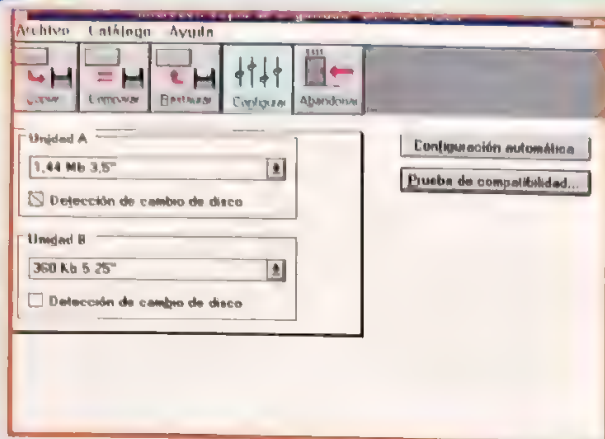 Archivo Catálogo Ayuda
Copiar Comparar Restaurar Configurar Abandonar
Unidad A
1,44 Mb 3,5"
Detección de cambio de disco
Configuración automática
Prueba de compatibilidad...
Unidad B
360 Kb 5 25"
Detección de cambio de disco